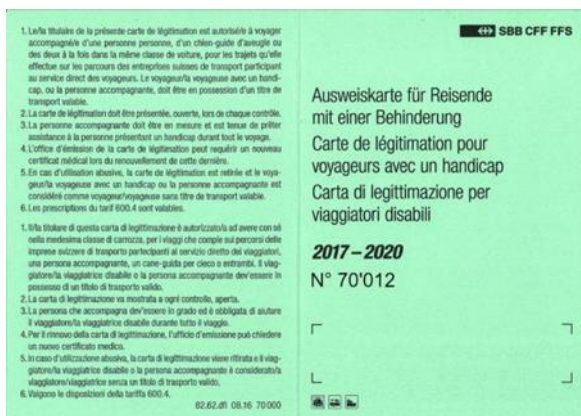 1. Le/la titulaire de la présente carte de légitimation est autorisé/e à voyager
accompagné/e d'une personne personne, d'un chien-guide d'aveugle ou
des deux à la fois dans la même classe de voiture, pour les trajets qu'elle
effectue sur les parcours des entreprises suisses de transport participant
au service direct des voyageurs. Le voyageur/la voyageuse avec un handi-
cap, ou la personne accompagnante, doit être en possession d'un titre de
transport valable.
2. La carte de légitimation doit être présentée, ouverte, lors de chaque contrôle.
3. La personne accompagnante doit être en mesure et est tenue de prêter
assistance à la personne présentant un handicap durant tout le voyage.
4. L'office d'émission de la carte de légitimation peut requérir un nouveau
certificat médical lors du renouvellement de cette dernière.
5. En cas d'utilisation abusive, la carte de légitimation est retirée et le voya-
geur/la voyageuse avec un handicap ou la personne accompagnante est
considéré comme voyageur/voyageuse sans titre de transport valable.
6. Les prescriptions du tarif 600.4 sont valables.
1. Il/la titolare di questa carta di legittimazione è autorizzato/a ad avere con sé
nella medesima classe di carrozza, per i viaggi che compie sui percorsi delle
imprese svizzere di trasporto partecipanti al servizio diretto dei viaggiatori,
una persona accompagnante, un cane-guida per cieco o entrambi. Il viag-
giatore/la viaggiatrice disabile o la persona accompagnante dev'essere in
possesso di un titolo di trasporto valido.
2. La carta di legittimazione va mostrata a ogni controllo, aperta.
3. La persona che accompagna dev'essere in grado ed è obbligata di aiutare
il viaggiatore/la viaggiatrice disabile durante tutto il viaggio.
4. Per il rinnovo della carta di legittimazione, l'ufficio d'emissione può chiedere
un nuovo certificato medico.
5. In caso d'utilizzazione abusiva, la carta di legittimazione viene ritirata e il viag-
giatore/la viaggiatrice disabile o la persona accompagnante è considerato/a
viaggiatore/viaggiatrice senza un titolo di trasporto valido.
6. Valgono le disposizioni della tariffa 600.4.
82.62.dfi 08.16 70 000
SBB CFF FFS
Ausweiskarte für Reisende
mit einer Behinderung
Carte de légitimation pour
voyageurs avec un handicap
Carta di legittimazione per
viaggiatori disabili
2017 – 2020
N° 70'012